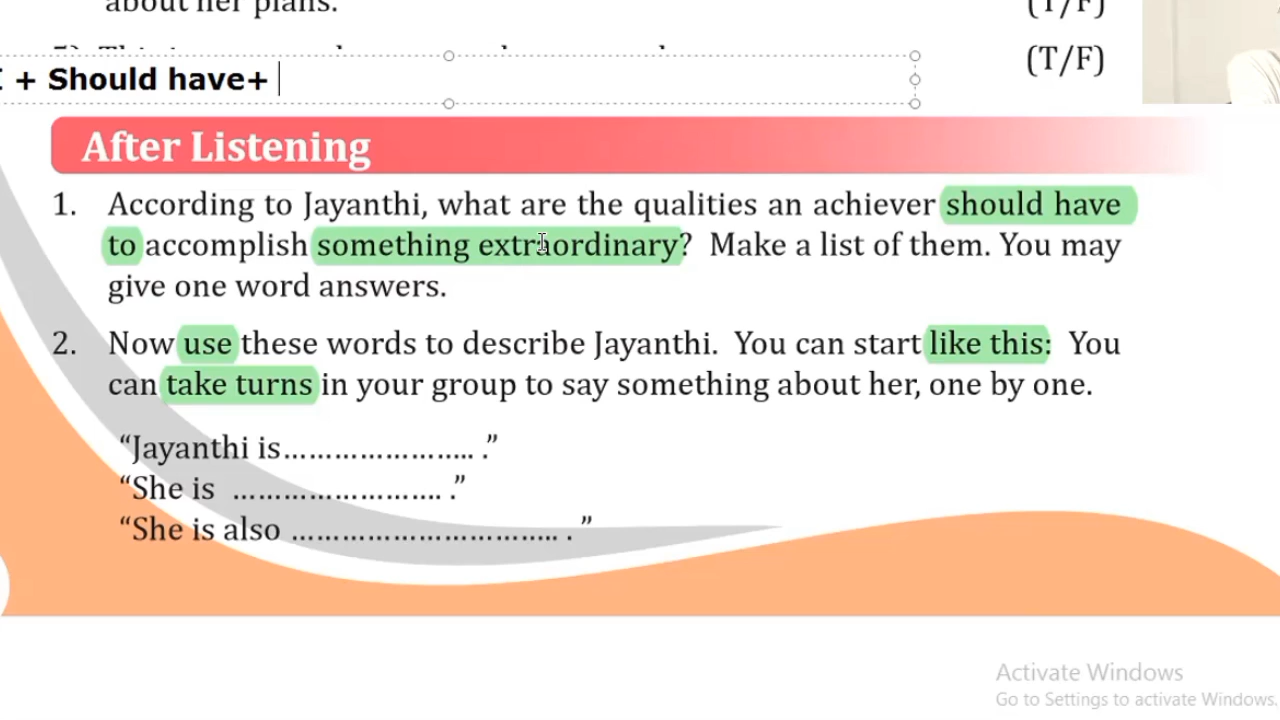 about her plans.
(T/F)
(T/F)
+ Should have+
After Listening
1. According to Jayanthi, what are the qualities an achiever should have
to accomplish something extraordinary? Make a list of them. You may
give one word answers.
2. Now use these words to describe Jayanthi. You can start like this: You
can take turns in your group to say something about her, one by one.
“Jayanthi is………………….. .”
“She is ……………………. .”
“She is also ………………………….. . ”
Activate Windows
Go to Settings to activate Windows.